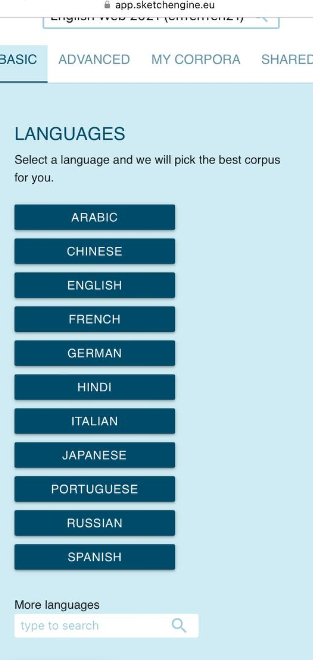 app.sketchengine.eu
English Web 2021 (enTenTen21)
BASIC
ADVANCED
MY CORPORA
SHARED
LANGUAGES
Select a language and we will pick the best corpus
for you.
ARABIC
CHINESE
ENGLISH
FRENCH
GERMAN
HINDI
ITALIAN
JAPANESE
PORTUGUESE
RUSSIAN
SPANISH
More languages
type to search